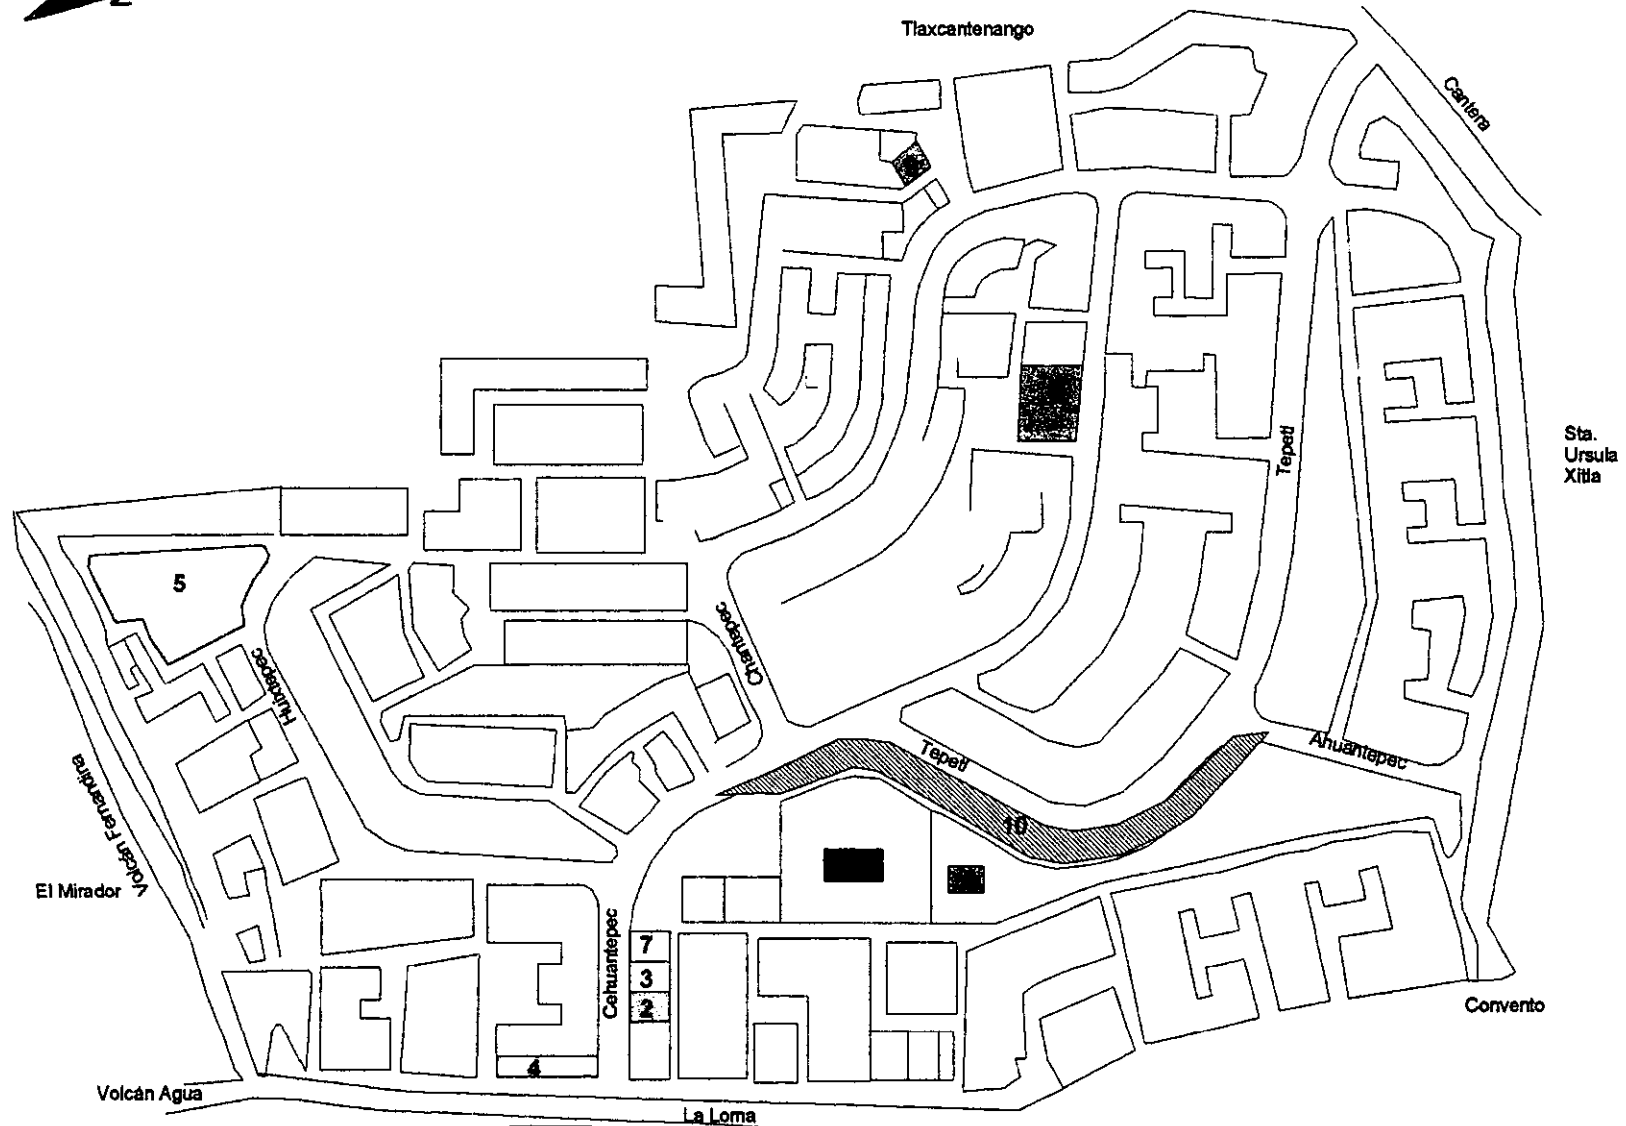 Tlaxcantenango
Cantera
Sta.
Ursula
Xitla
Tepetl
5
Chantepec
Huixtepec
Volcán Fernandina
Tepetl
Ahuantepec
10
El Mirador
Cehuantepec
7
3
2
4
Convento
Volcán Agua
La Loma